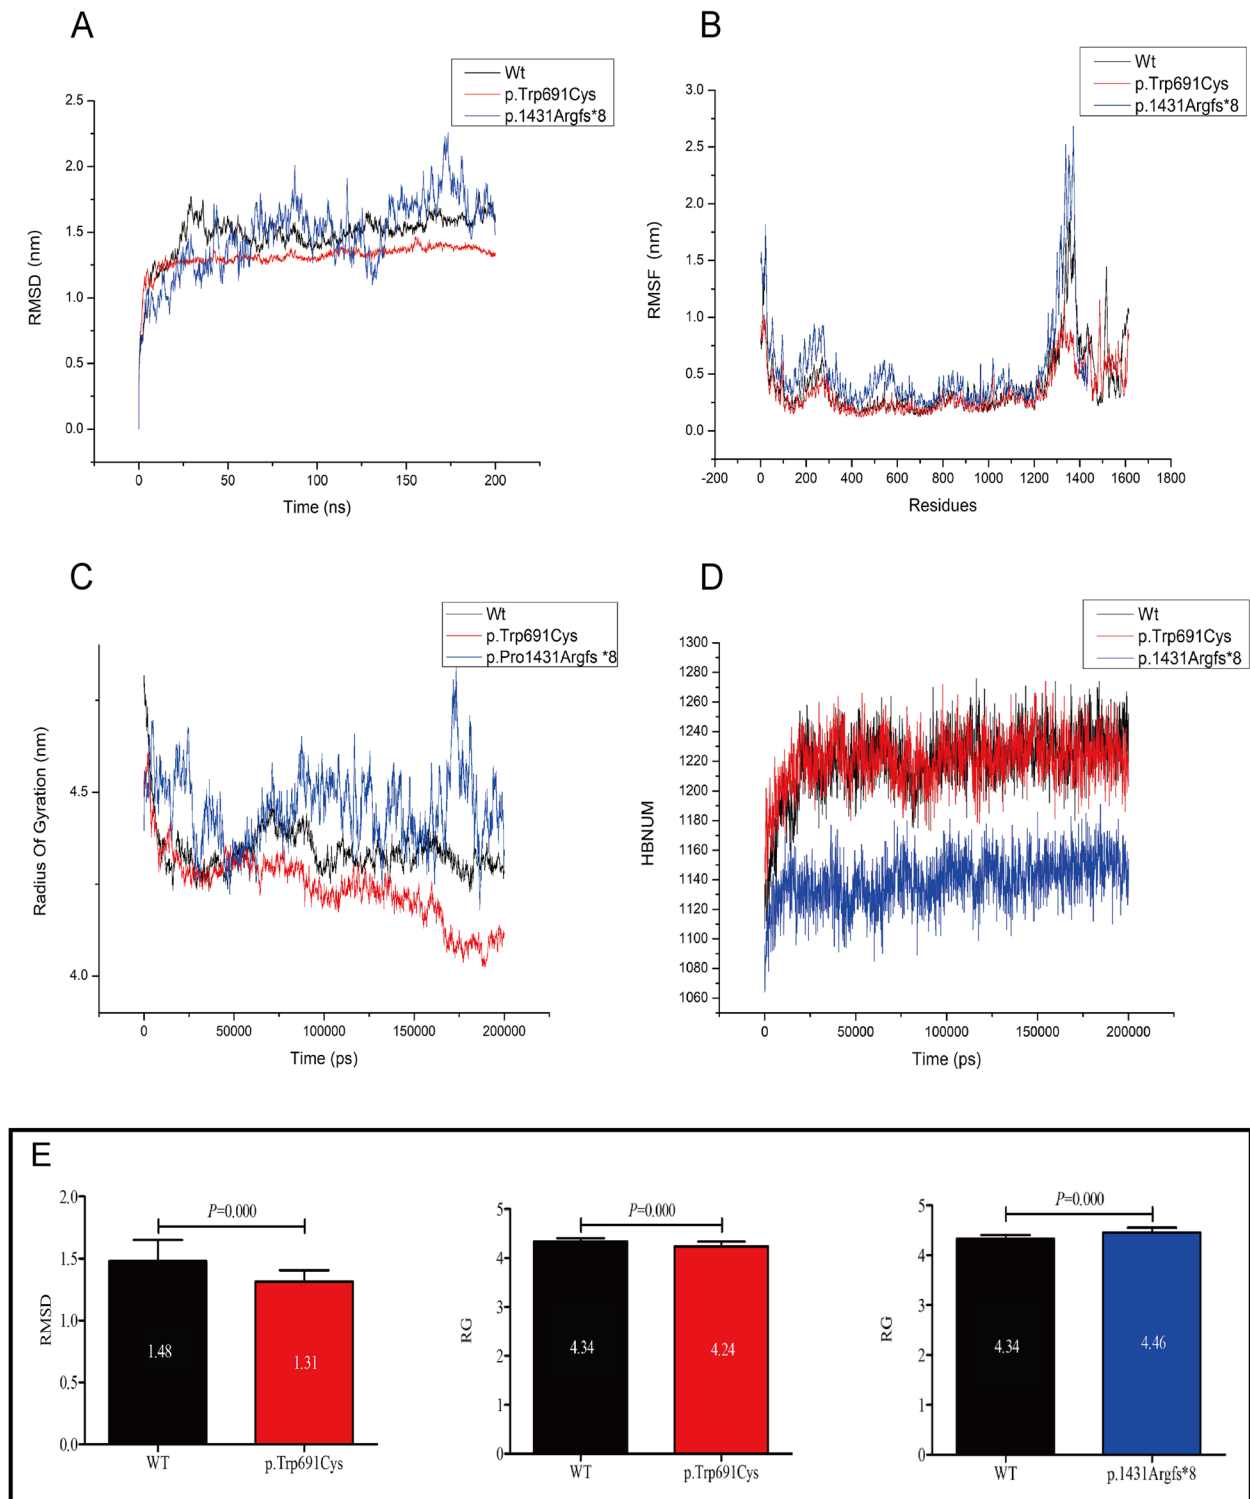 A
Wt
p.Trp691Cys
p.1431Argfs*8
2.5
2.0
1.5
1.0
0.5
0.0
RMSD (nm)
0 50 100 150 200
Time (ns)
B
Wt
p.Trp691Cys
p.1431Argfs*8
3.0
2.5
2.0
1.5
1.0
0.5
0.0
RMSF (nm)
-200 0 200 400 600 800 1000 1200 1400 1600 1800
Residues
C
Wt
p.Trp691Cys
p.Pro1431Argfs *8
4.5
4.0
Radius Of Gyration (nm)
0 50000 100000 150000 200000
Time (ps)
D
Wt
p.Trp691Cys
p.1431Argfs*8
1300
1280
1260
1240
1220
1200
1180
1160
1140
1120
1100
1080
1060
HBNUM
0 50000 100000 150000 200000
Time (ps)
E
2.0
1.5
1.0
0.5
0.0
RMSD
P=0.000
1.48
1.31
WT p.Trp691Cys
5
4
3
2
1
0
RG
P=0.000
4.34
4.24
WT p.Trp691Cys
5
4
3
2
1
0
RG
P=0.000
4.34
4.46
WT p.1431Argfs*8